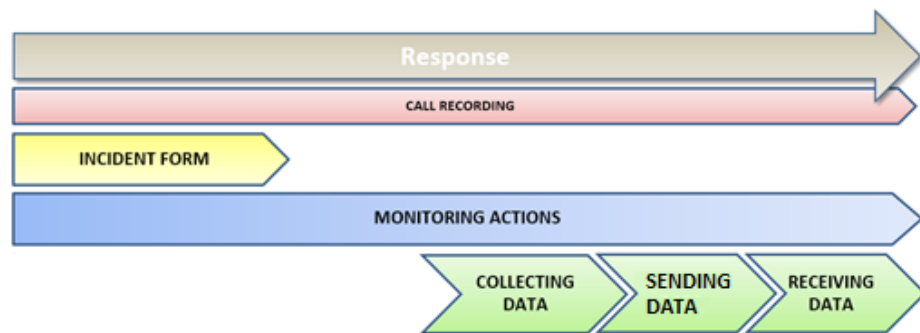 Response
CALL RECORDING
INCIDENT FORM
MONITORING ACTIONS
COLLECTING
DATA
SENDING
DATA
RECEIVING
DATA